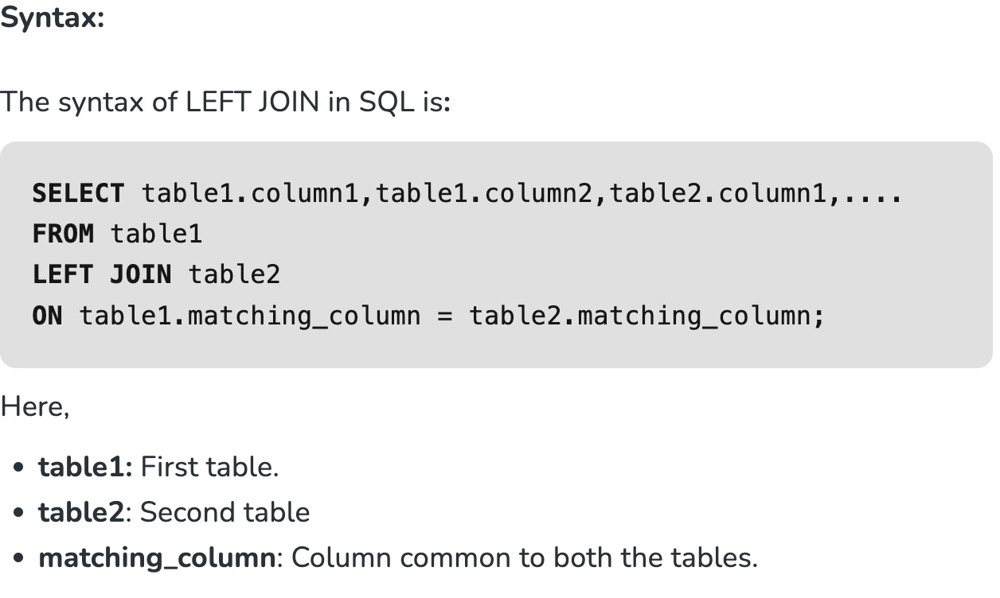 Syntax:
The syntax of LEFT JOIN in SQL is:
SELECT table1.column1,table1.column2,table2.column1,....
FROM table1
LEFT JOIN table2
ON table1.matching_column = table2.matching_column;
Here,
• table1: First table.
• table2: Second table
• matching_column: Column common to both the tables.